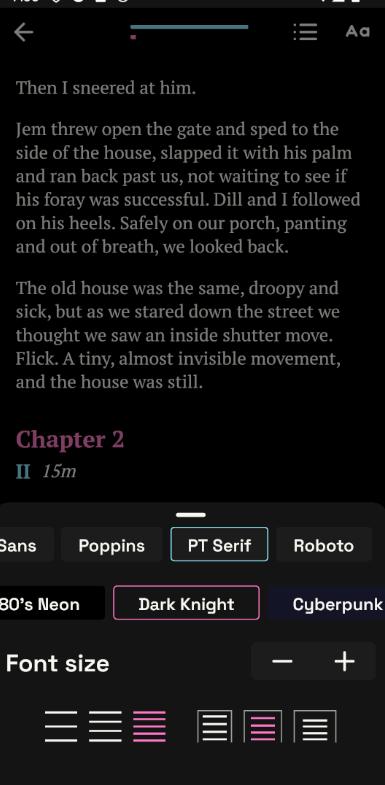 Aa
Then I sneered at him.
Jem threw open the gate and sped to the
side of the house, slapped it with his palm
and ran back past us, not waiting to see if
his foray was successful. Dill and I followed
on his heels. Safely on our porch, panting
and out of breath, we looked back.
The old house was the same, droopy and
sick, but as we stared down the street we
thought we saw an inside shutter move.
Flick. A tiny, almost invisible movement,
and the house was still.
Chapter 2
II 15m
Sans Poppins PT Serif Roboto
80's Neon Dark Knight Cyberpunk
Font size